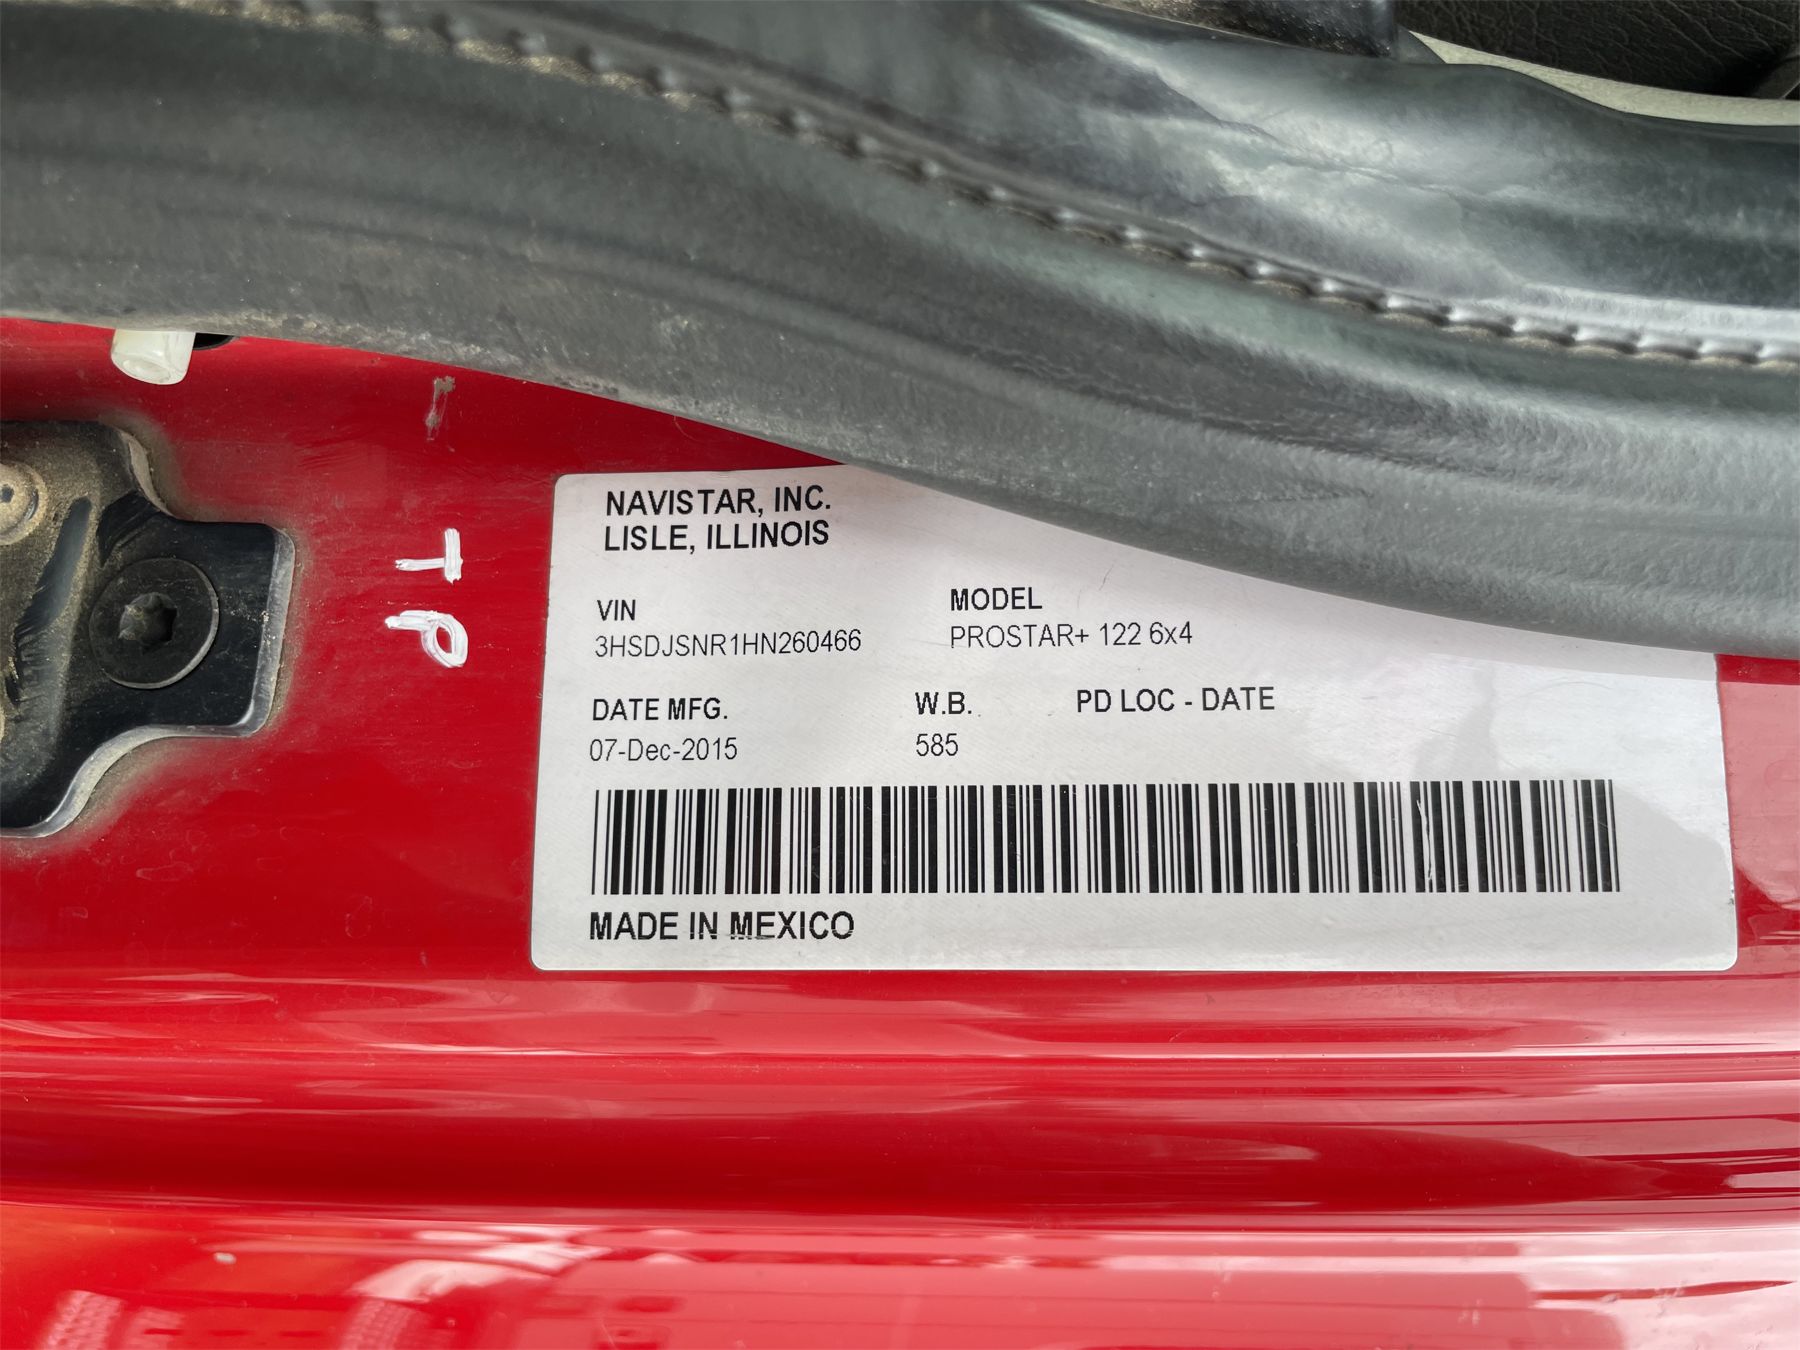 NAVISTAR, INC.
LISLE, ILLINOIS
VIN
3HSDJSNR1HN260466
MODEL
PROSTAR+ 122 6x4
DATE MFG.
07-Dec-2015
W.B.
585
PD LOC - DATE
MADE IN MEXICO